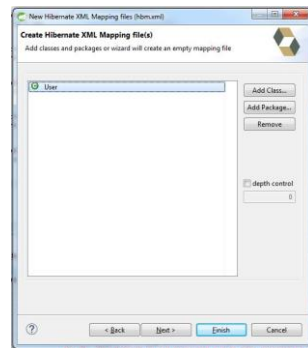 New Hibernate XML Mapping files (hbm.xml)
Create Hibernate XML Mapping file(s)
Add classes and packages or wizard will create an empty mapping file
User
Add Class...
Add Package...
Remove
depth control
0
< Back
Next >
Finish
Cancel